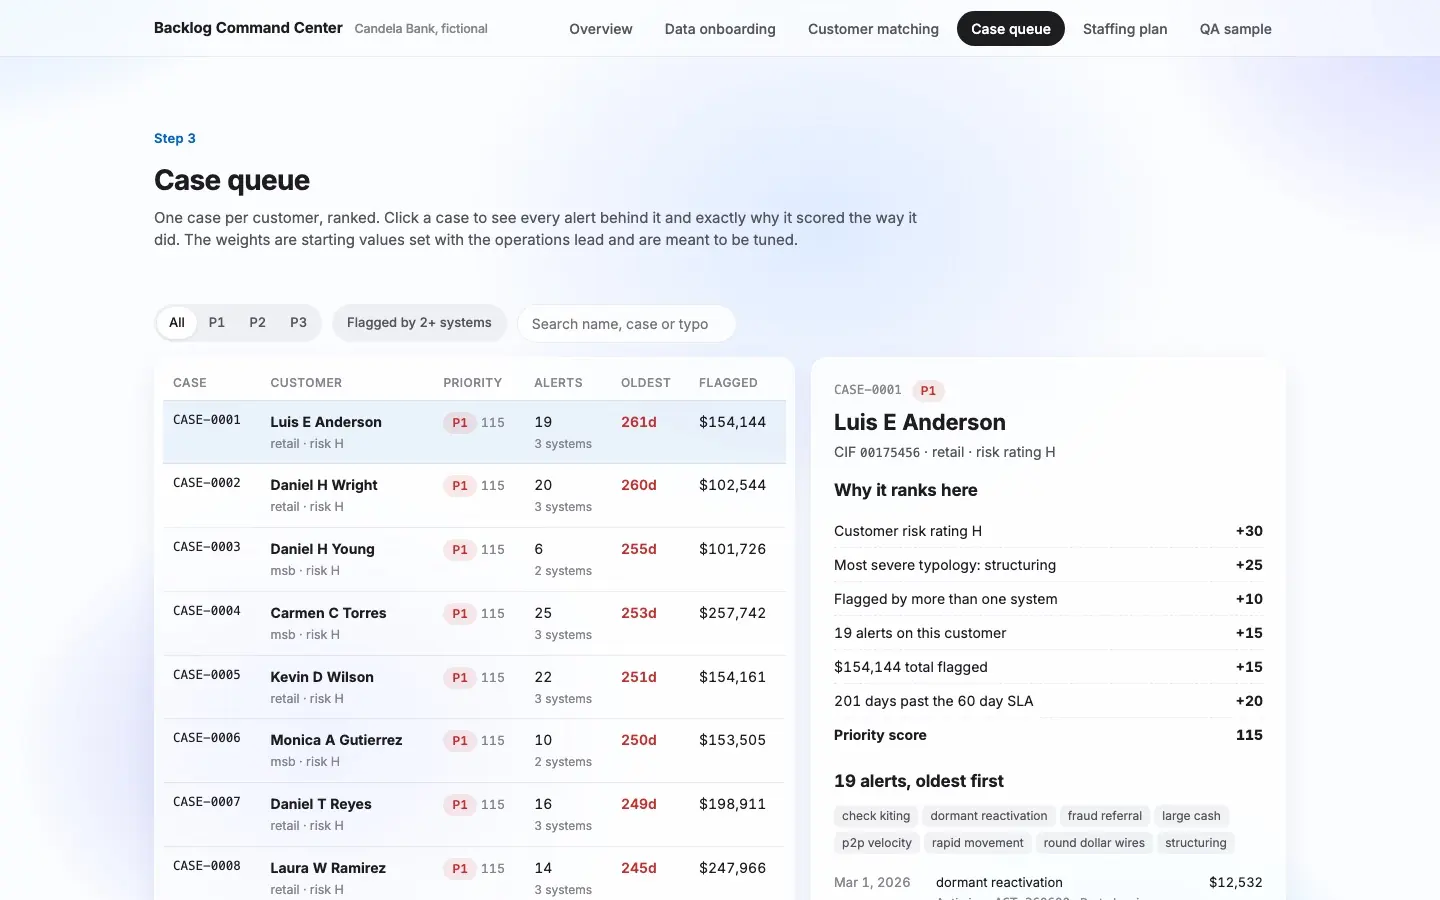 Backlog Command Center Candela Bank, fictional Overview Data onboarding Customer matching Case queue Staffing plan QA sample
Step 3
Case queue
One case per customer, ranked. Click a case to see every alert behind it and exactly why it scored the way it
did. The weights are starting values set with the operations lead and are meant to be tuned.
All P1 P2 P3 Flagged by 2+ systems Search name, case or typo
CASE CUSTOMER PRIORITY ALERTS OLDEST FLAGGED
CASE-0001 Luis E Anderson P1 115 19 261d $154,144
retail · risk H 3 systems
CASE-0002 Daniel H Wright P1 115 20 260d $102,544
retail · risk H 3 systems
CASE-0003 Daniel H Young P1 115 6 255d $101,726
msb · risk H 2 systems
CASE-0004 Carmen C Torres P1 115 25 253d $257,742
msb · risk H 3 systems
CASE-0005 Kevin D Wilson P1 115 22 251d $154,161
retail · risk H 3 systems
CASE-0006 Monica A Gutierrez P1 115 10 250d $153,505
msb · risk H 2 systems
CASE-0007 Daniel T Reyes P1 115 16 249d $198,911
retail · risk H 3 systems
CASE-0008 Laura W Ramirez P1 115 14 245d $247,966
retail · risk H 3 systems
CASE-0001 P1
Luis E Anderson
CIF 00175456 · retail · risk rating H
Why it ranks here
Customer risk rating H +30
Most severe typology: structuring +25
Flagged by more than one system +10
19 alerts on this customer +15
$154,144 total flagged +15
201 days past the 60 day SLA +20
Priority score 115
19 alerts, oldest first
check kiting dormant reactivation fraud referral large cash
p2p velocity rapid movement round dollar wires structuring
Mar 1, 2026 dormant reactivation $12,532